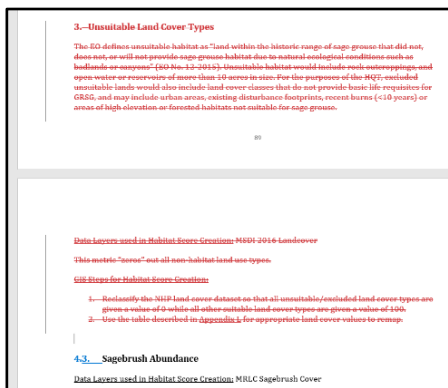 3. Unsuitable Land Cover Types
The EO defines unsuitable habitat as "land within the historic range of sage grouse that did not,
does not, or will not provide sage grouse habitat due to natural ecological conditions such as
badlands or canyons" (EO No. 12-2015). Unsuitable habitat would include rock outcroppings, and
open water or reservoirs of more than 10 acres in size. For the purposes of the HQT, excluded
unsuitable lands would also include land cover classes that do not provide basic life requisites for
GRSG, and may include urban areas, existing disturbance footprints, recent burns (<10 years) or
areas of high elevation or forested habitats not suitable for sage grouse.
89
Data Layers used in Habitat Score Creation: MSDI 2016 Landcover
This metric "zeros" out all non-habitat land use types.
GIS Steps for Habitat Score Creation:
1. Reclassify the NHP land cover dataset so that all unsuitable/excluded land cover types are
given a value of 0 while all other suitable land cover types are given a value of 100.
2. Use the table described in Appendix L for appropriate land cover values to remap.
4.3. Sagebrush Abundance
Data Layers used in Habitat Score Creation: MRLC Sagebrush Cover